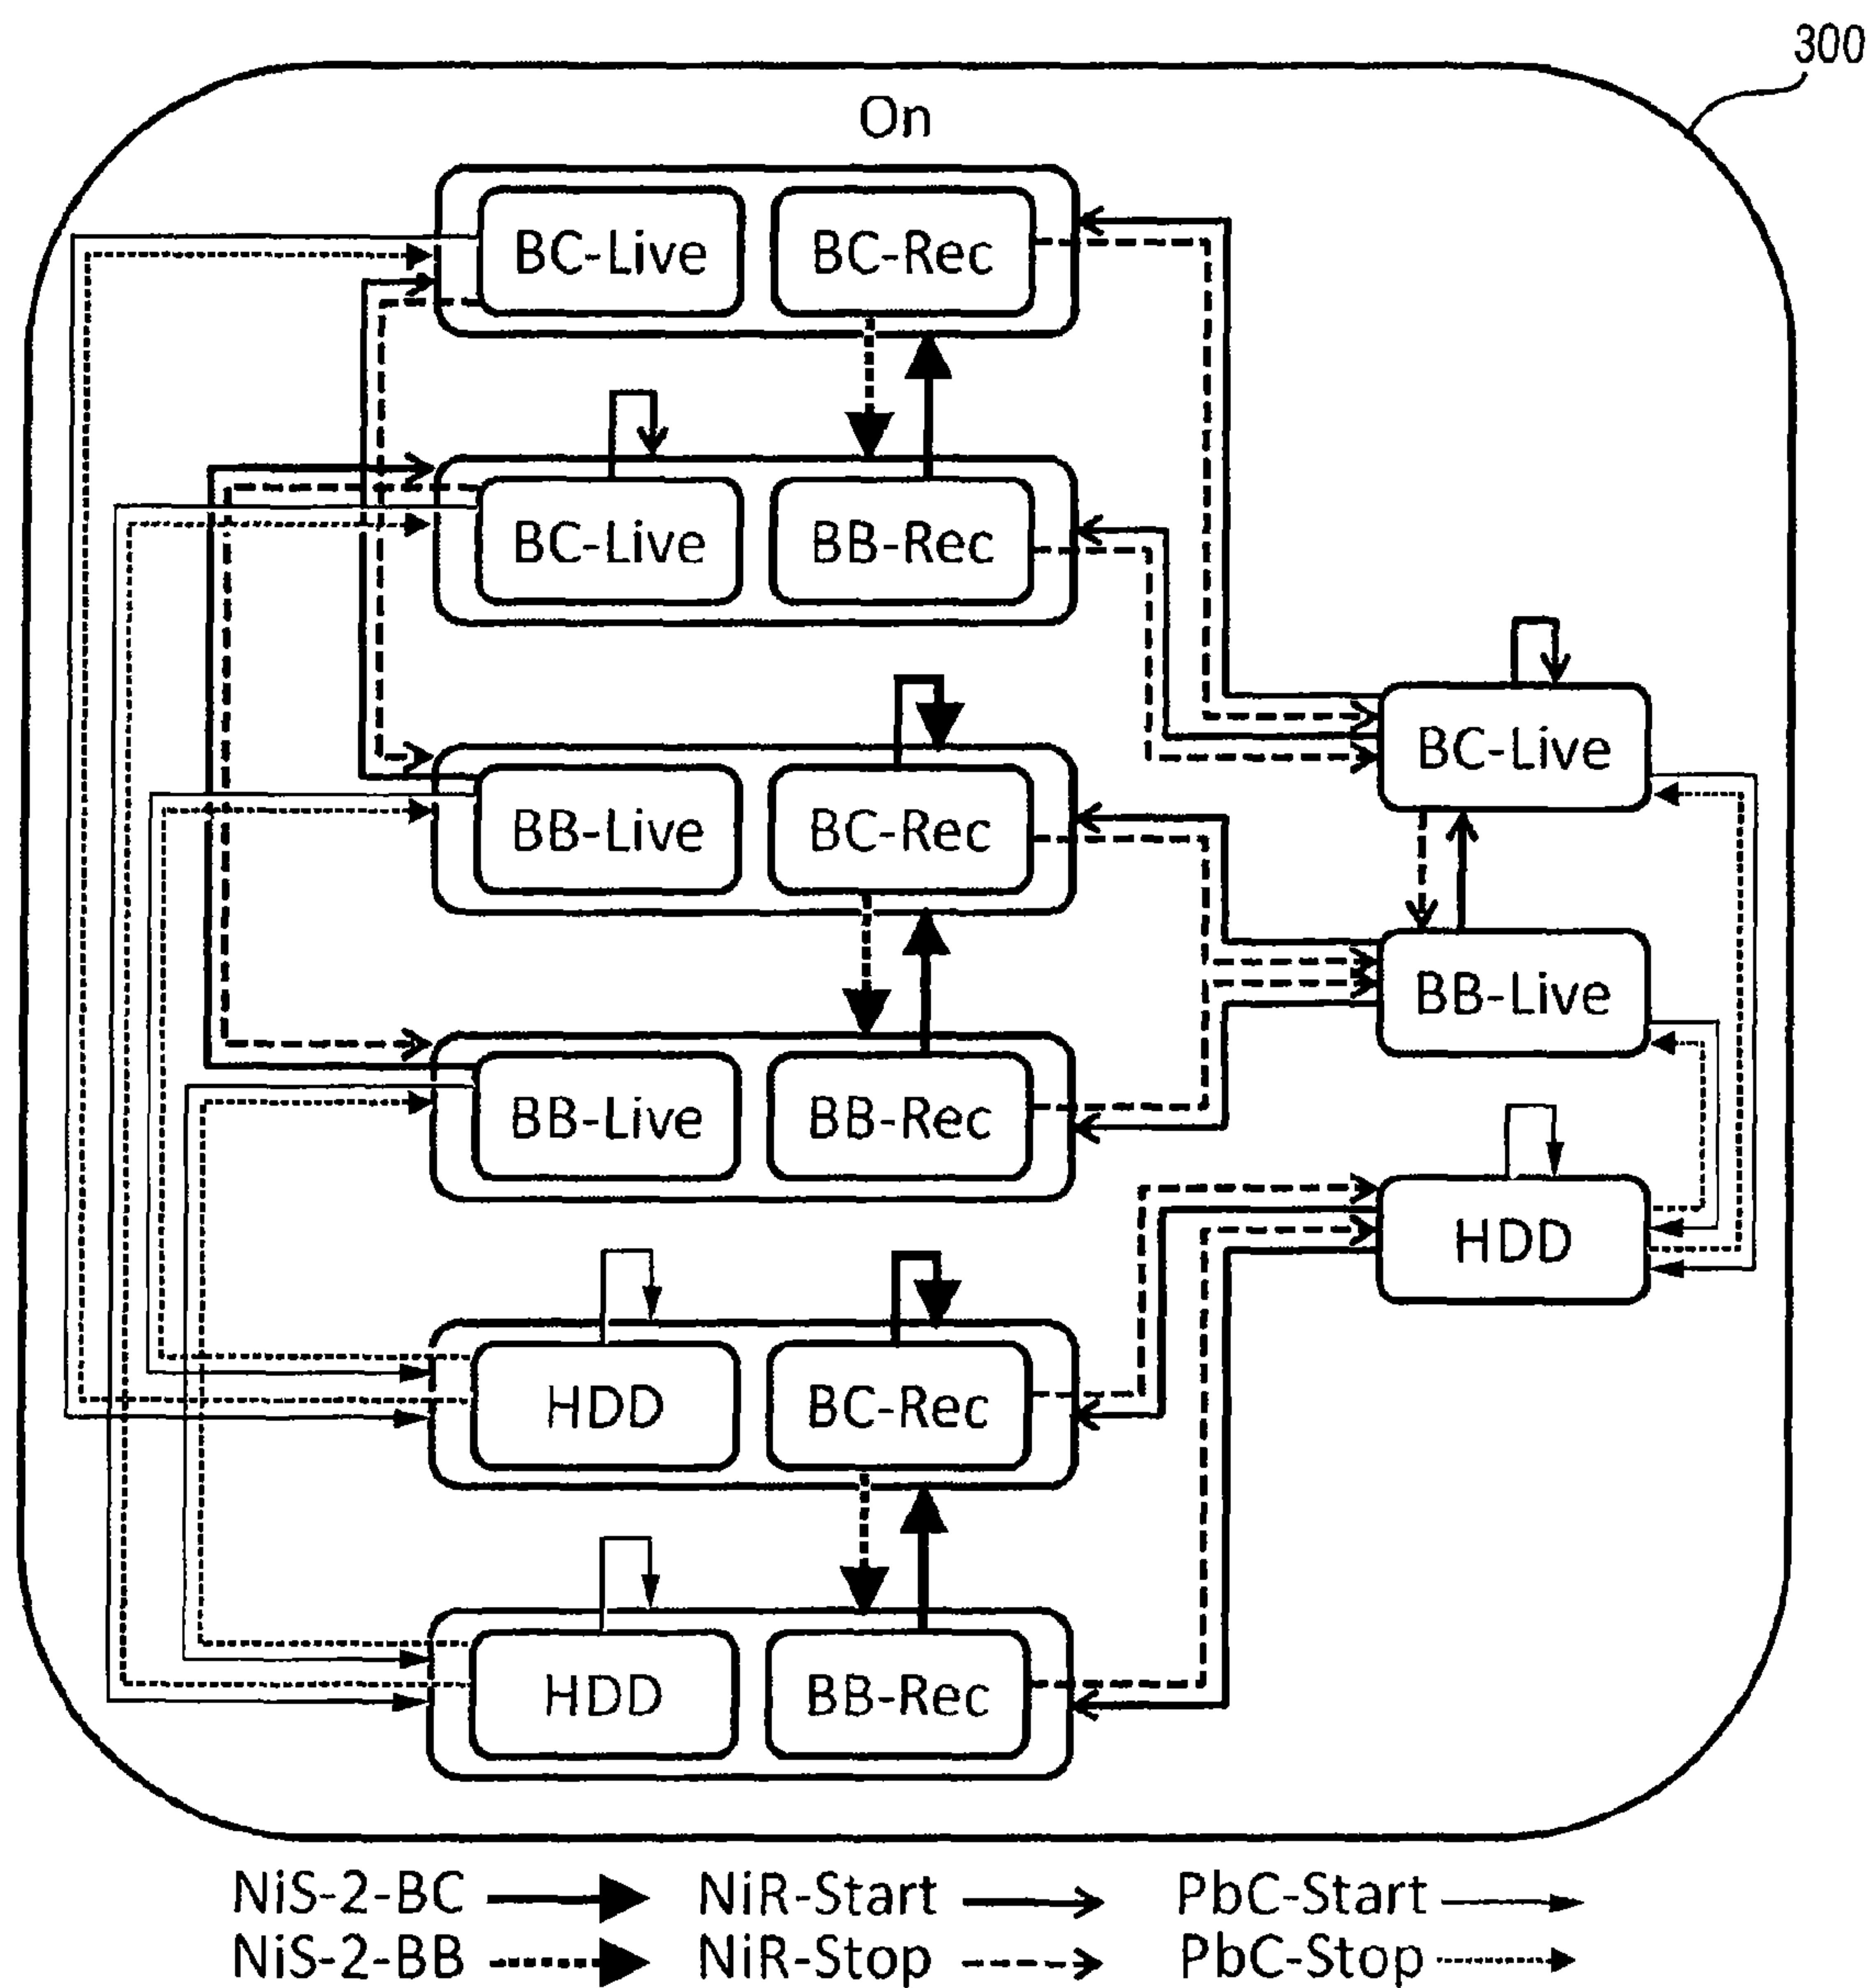 300
On
BC-Live BC-Rec
BC-Live BB-Rec
BC-Live
BB-Live BC-Rec
BB-Live
BB-Live BB-Rec
HDD
HDD BC-Rec
HDD BB-Rec
NiS-2-BC NiR-Start PbC-Start
NiS-2-BB NiR-Stop PbC-Stop